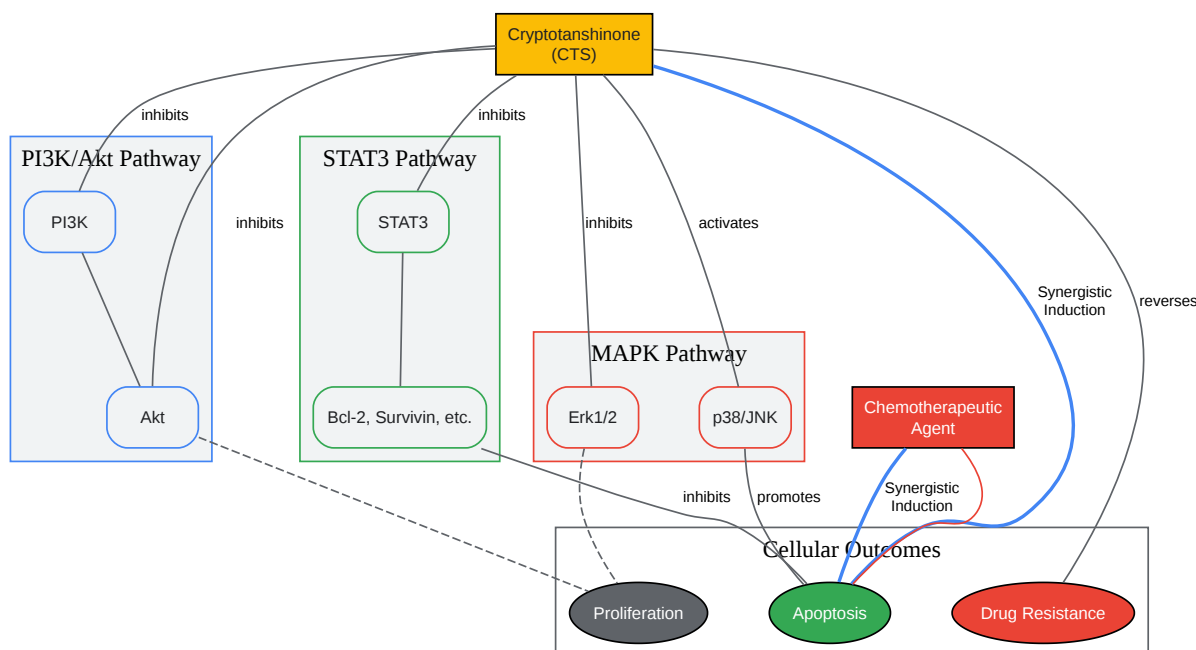 Cryptotanshinone
(CTS)
inhibits
inhibits
PI3K/Akt Pathway
STAT3 Pathway
PI3K
STAT3
inhibits
inhibits
activates
Synergistic
Induction
reverses
MAPK Pathway
Akt
Bcl-2, Survivin, etc.
Erk1/2
p38/JNK
Chemotherapeutic
Agent
inhibits
promotes
Synergistic
Induction
Cellular Outcomes
Proliferation
Apoptosis
Drug Resistance